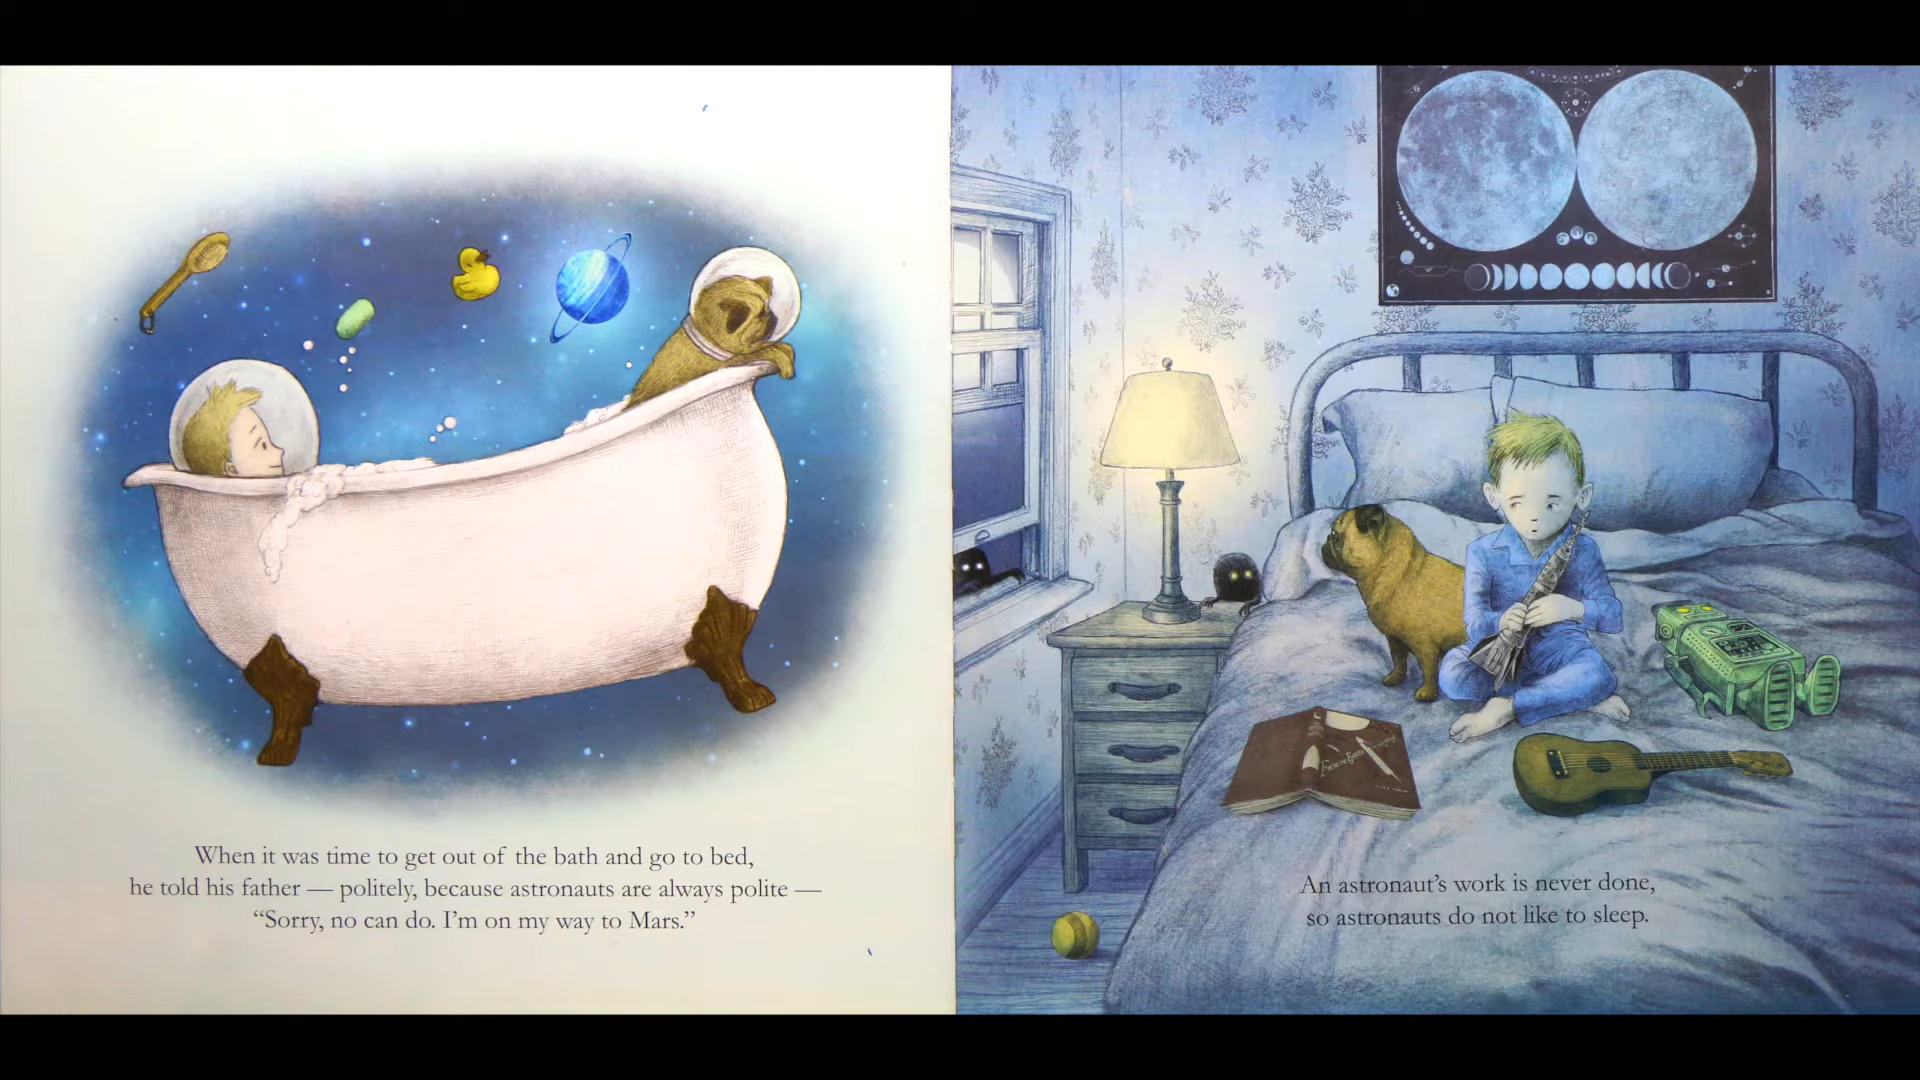 When it was time to get out of the bath and go to bed,
he told his father — politely, because astronauts are always polite —
“Sorry, no can do. I’m on my way to Mars.”
An astronaut’s work is never done,
so astronauts do not like to sleep.